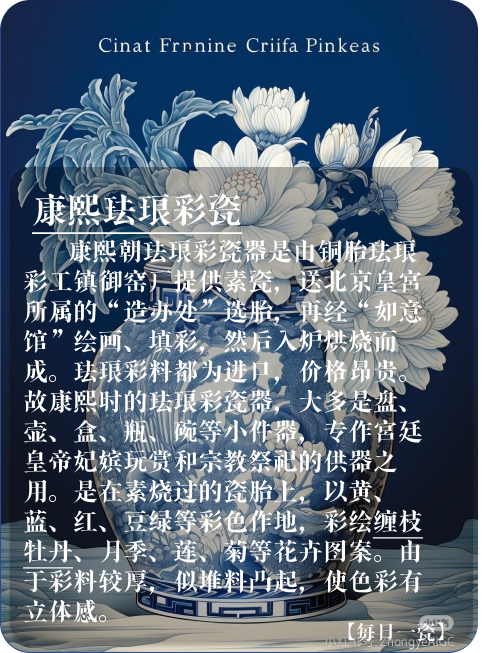 Cinat Frnnine Criifa Pinkeas
康熙珐琅彩瓷
康熙朝珐琅彩瓷器是由铜胎珐琅
彩工镇御窑厂提供素瓷，送北京皇宫
所属的“造办处”选胎，再经“如意
馆”绘画、填彩，然后入炉烘烧而
成。珐琅彩料都为进口，价格昂贵。
故康熙时的珐琅彩瓷器，大多是盘、
壶、盒、瓶、碗等小件器，专作宫廷
皇帝妃嫔玩赏和宗教祭祀的供器之
用。是在素烧过的瓷胎上，以黄、
蓝、红、豆绿等彩色作地，彩绘缠枝
牡丹、月季、莲、菊等花卉图案。由
于彩料较厚，似堆料凸起，使色彩有
立体感。
【每日一瓷】
小红书号: ZhongyeAIGC